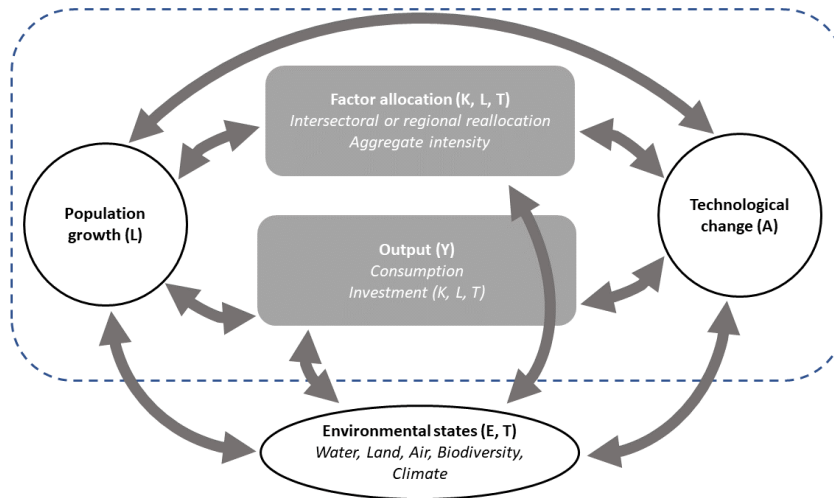 Factor allocation (K, L, T)
Intersectoral or regional reallocation
Aggregate intensity
Population
growth (L)
Technological
change (A)
Output (Y)
Consumption
Investment (K, L, T)
Environmental states (E, T)
Water, Land, Air, Biodiversity,
Climate